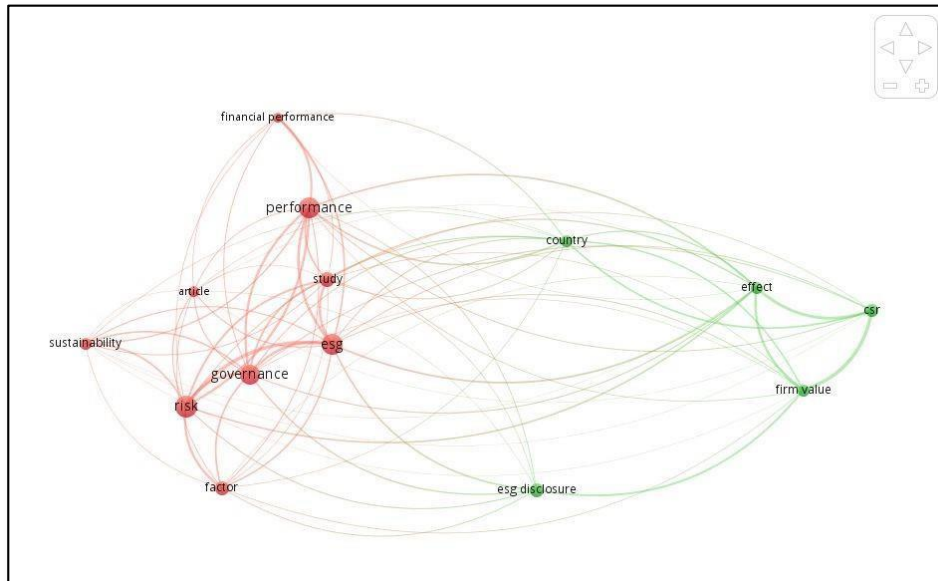 financial performance
performance
country
study
effect
article
csr
sustainability
esg
governance
firm value
risk
factor
esg disclosure